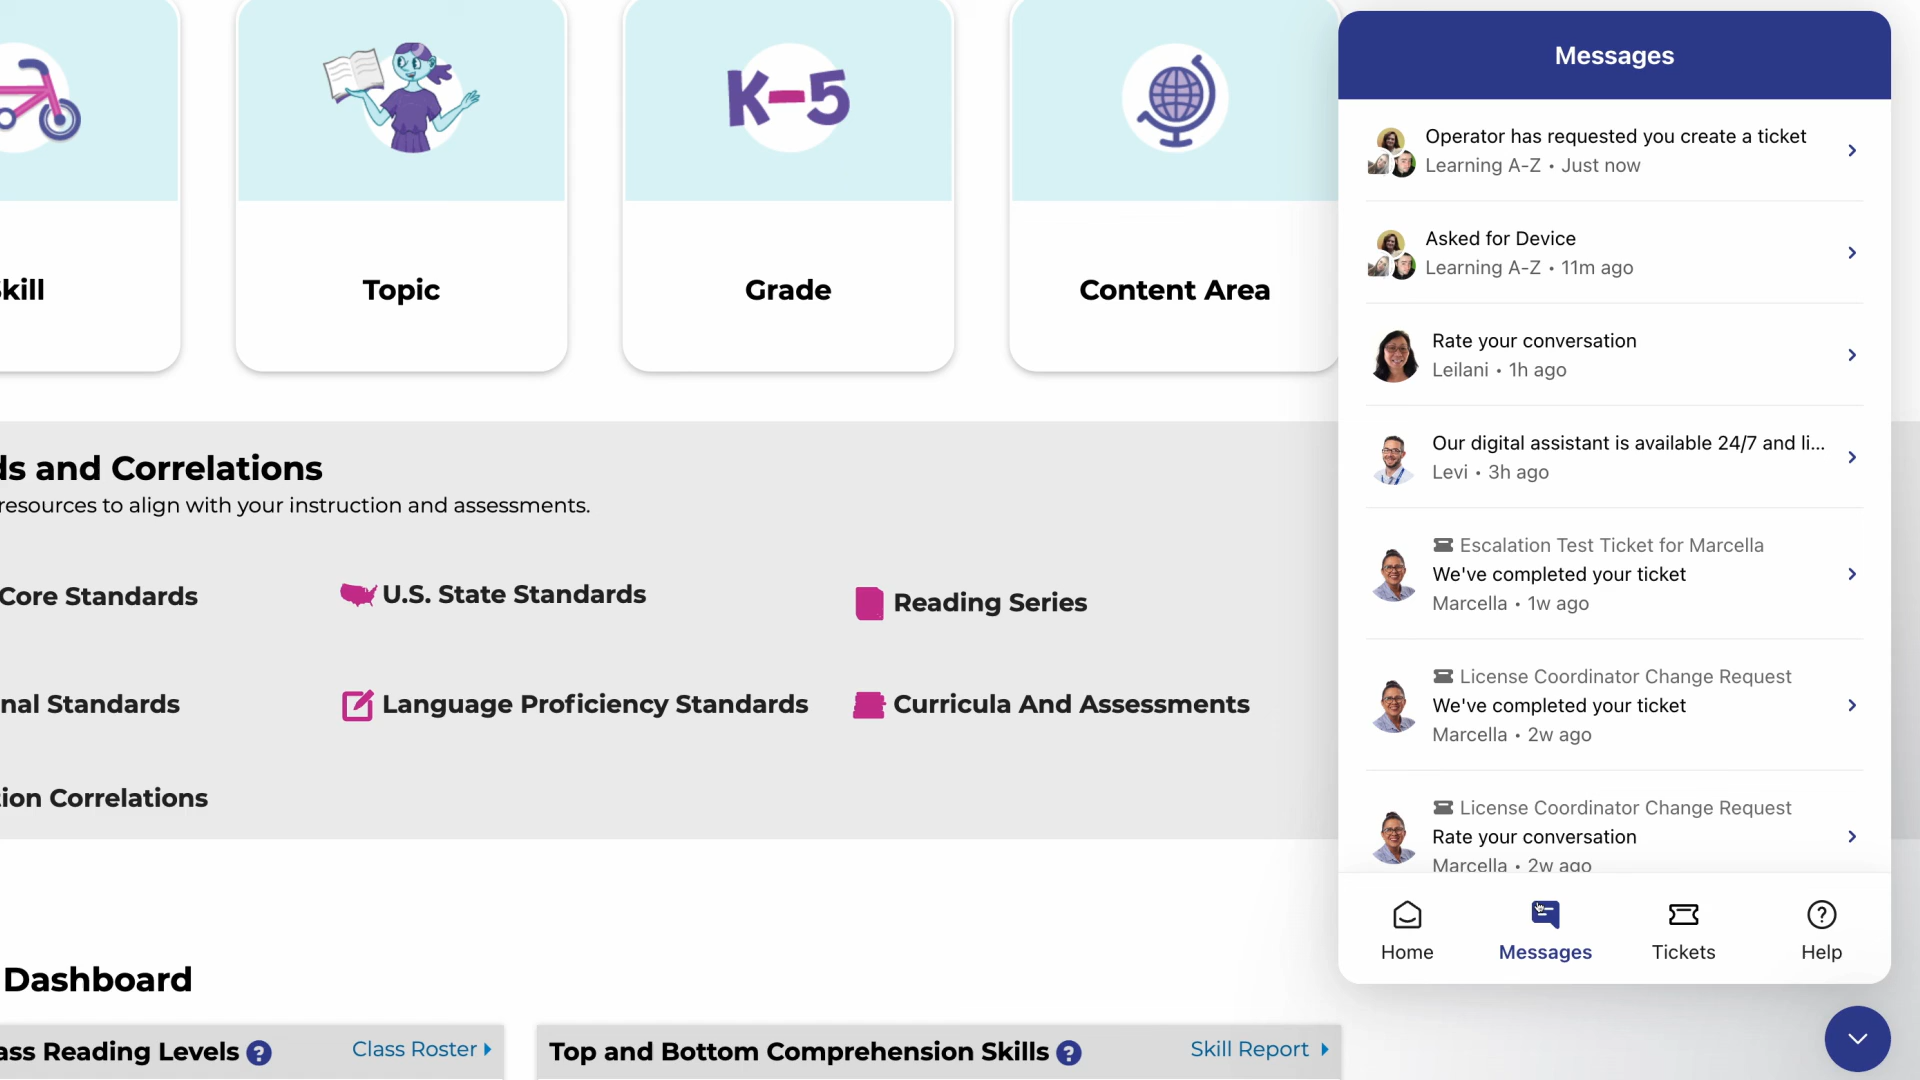 K-5
kill
Topic
Grade
Content Area
ds and Correlations
resources to align with your instruction and assessments.
Core Standards
U.S. State Standards
Reading Series
nal Standards
Language Proficiency Standards
Curricula And Assessments
tion Correlations
Dashboard
ass Reading Levels ?
Class Roster
Top and Bottom Comprehension Skills ?
Skill Report
Messages
Operator has requested you create a ticket
Learning A-Z • Just now
Asked for Device
Learning A-Z • 11m ago
Rate your conversation
Leilani • 1h ago
Our digital assistant is available 24/7 and li...
Levi • 3h ago
Escalation Test Ticket for Marcella
We've completed your ticket
Marcella • 1w ago
License Coordinator Change Request
We've completed your ticket
Marcella • 2w ago
License Coordinator Change Request
Rate your conversation
Marcella • 2w ago
Home
Messages
Tickets
Help